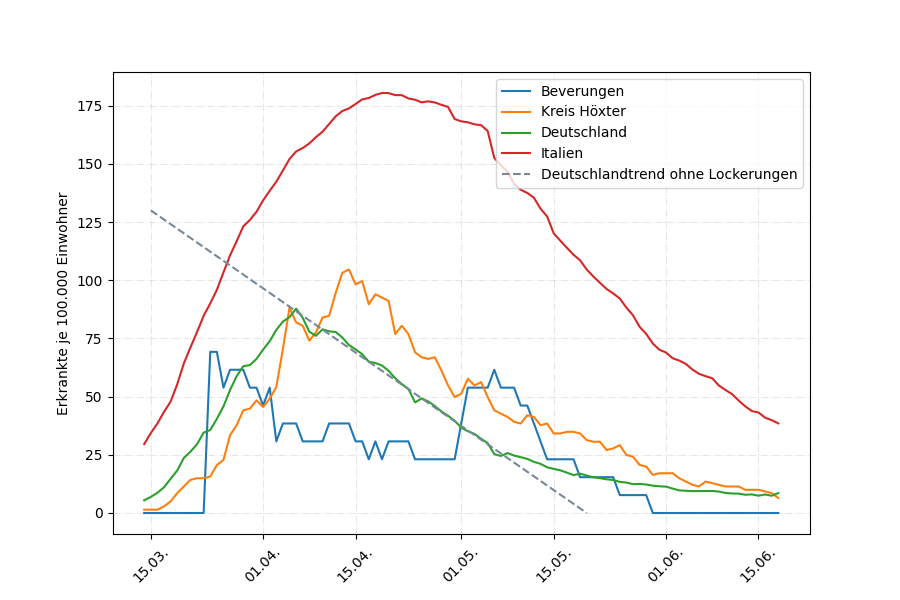 Beverungen
Kreis Höxter
Deutschland
Italien
Deutschlandtrend ohne Lockerungen
Erkrankte je 100.000 Einwohner
175
150
125
100
75
50
25
0
15.03.
01.04.
15.04.
01.05.
15.05.
01.06.
15.06.